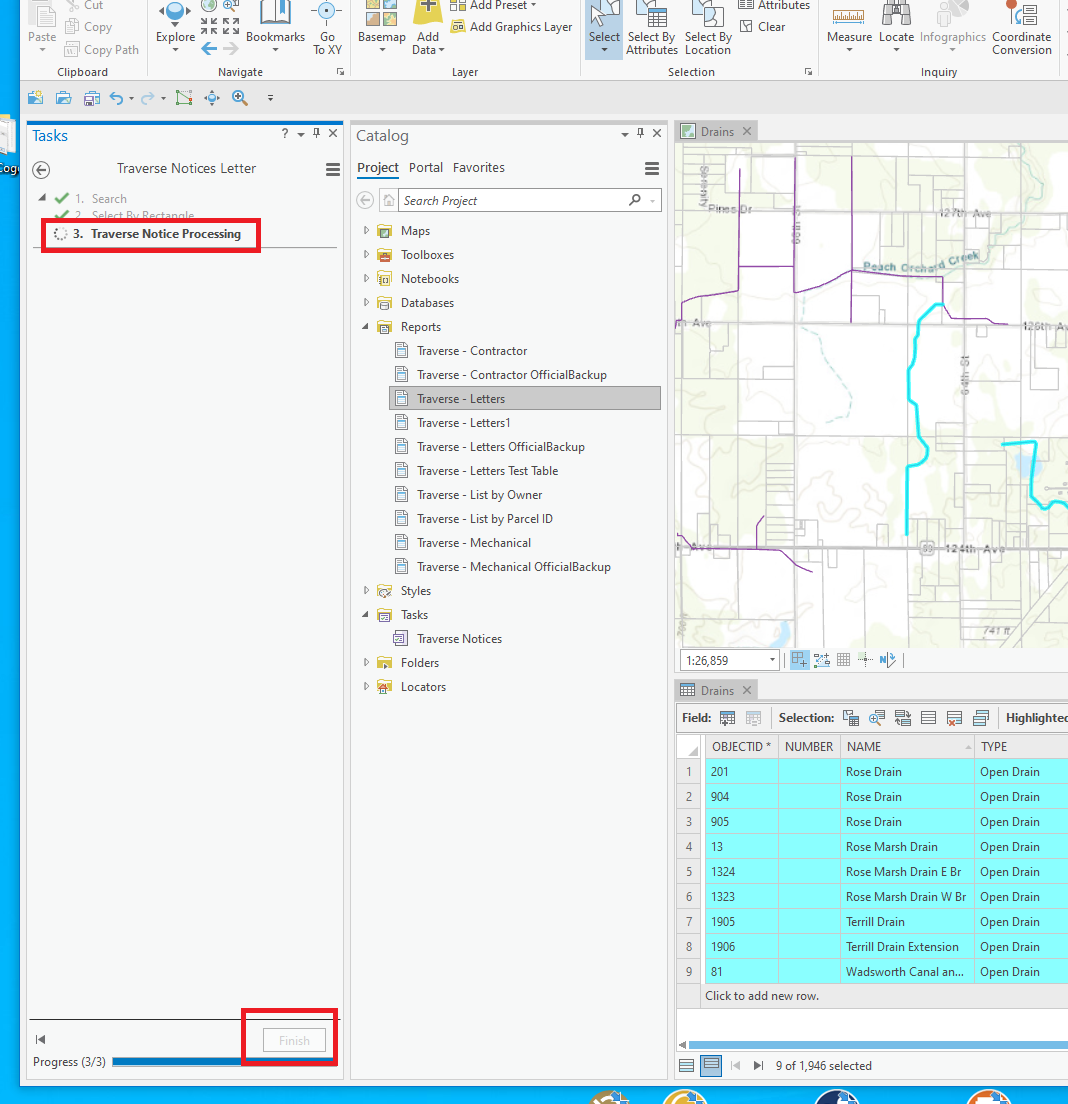 Cut
Add Preset
Attributes
Paste
Copy
Explore
Bookmarks
Go
To XY
Basemap
Add
Data
Add Graphics Layer
Select
Select By
Attributes
Select By
Location
Clear
Measure
Locate
Infographics
Coordinate
Conversion
Copy Path
Clipboard
Navigate
Layer
Selection
Inquiry
Cogo
Tasks
?
Traverse Notices Letter
1. Search
2. Select By Rectangle
3. Traverse Notice Processing
Finish
Progress (3/3)
Catalog
Project
Portal
Favorites
Search Project
Maps
Toolboxes
Notebooks
Databases
Reports
Traverse - Contractor
Traverse - Contractor OfficialBackup
Traverse - Letters
Traverse - Letters1
Traverse - Letters OfficialBackup
Traverse - Letters Test Table
Traverse - List by Owner
Traverse - List by Parcel ID
Traverse - Mechanical
Traverse - Mechanical OfficialBackup
Styles
Tasks
Traverse Notices
Folders
Locators
Drains
Serenity
Pines Dr
127th Ave
Peach Orchard Creek
126th Av
64th St
89
124th Ave
700 ft
741 ft
1:26,859
N
Drains
Field:
Selection:
Highlighted
OBJECTID *
NUMBER
NAME
TYPE
1 201 Rose Drain Open Drain
2 904 Rose Drain Open Drain
3 905 Rose Drain Open Drain
4 13 Rose Marsh Drain Open Drain
5 1324 Rose Marsh Drain E Br Open Drain
6 1323 Rose Marsh Drain W Br Open Drain
7 1905 Terrill Drain Open Drain
8 1906 Terrill Drain Extension Open Drain
9 81 Wadsworth Canal an... Open Drain
Click to add new row.
9 of 1,946 selected